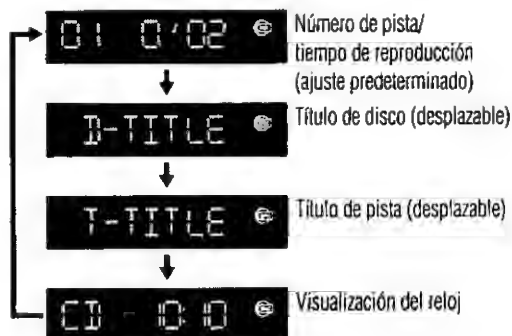 01 0'02
Número de pista/
tiempo de reproducción
(ajuste predeterminado)
D-TITLE
Título de disco (desplazable)
T-TITLE
Título de pista (desplazable)
CD - 10:10
Visualización del reloj